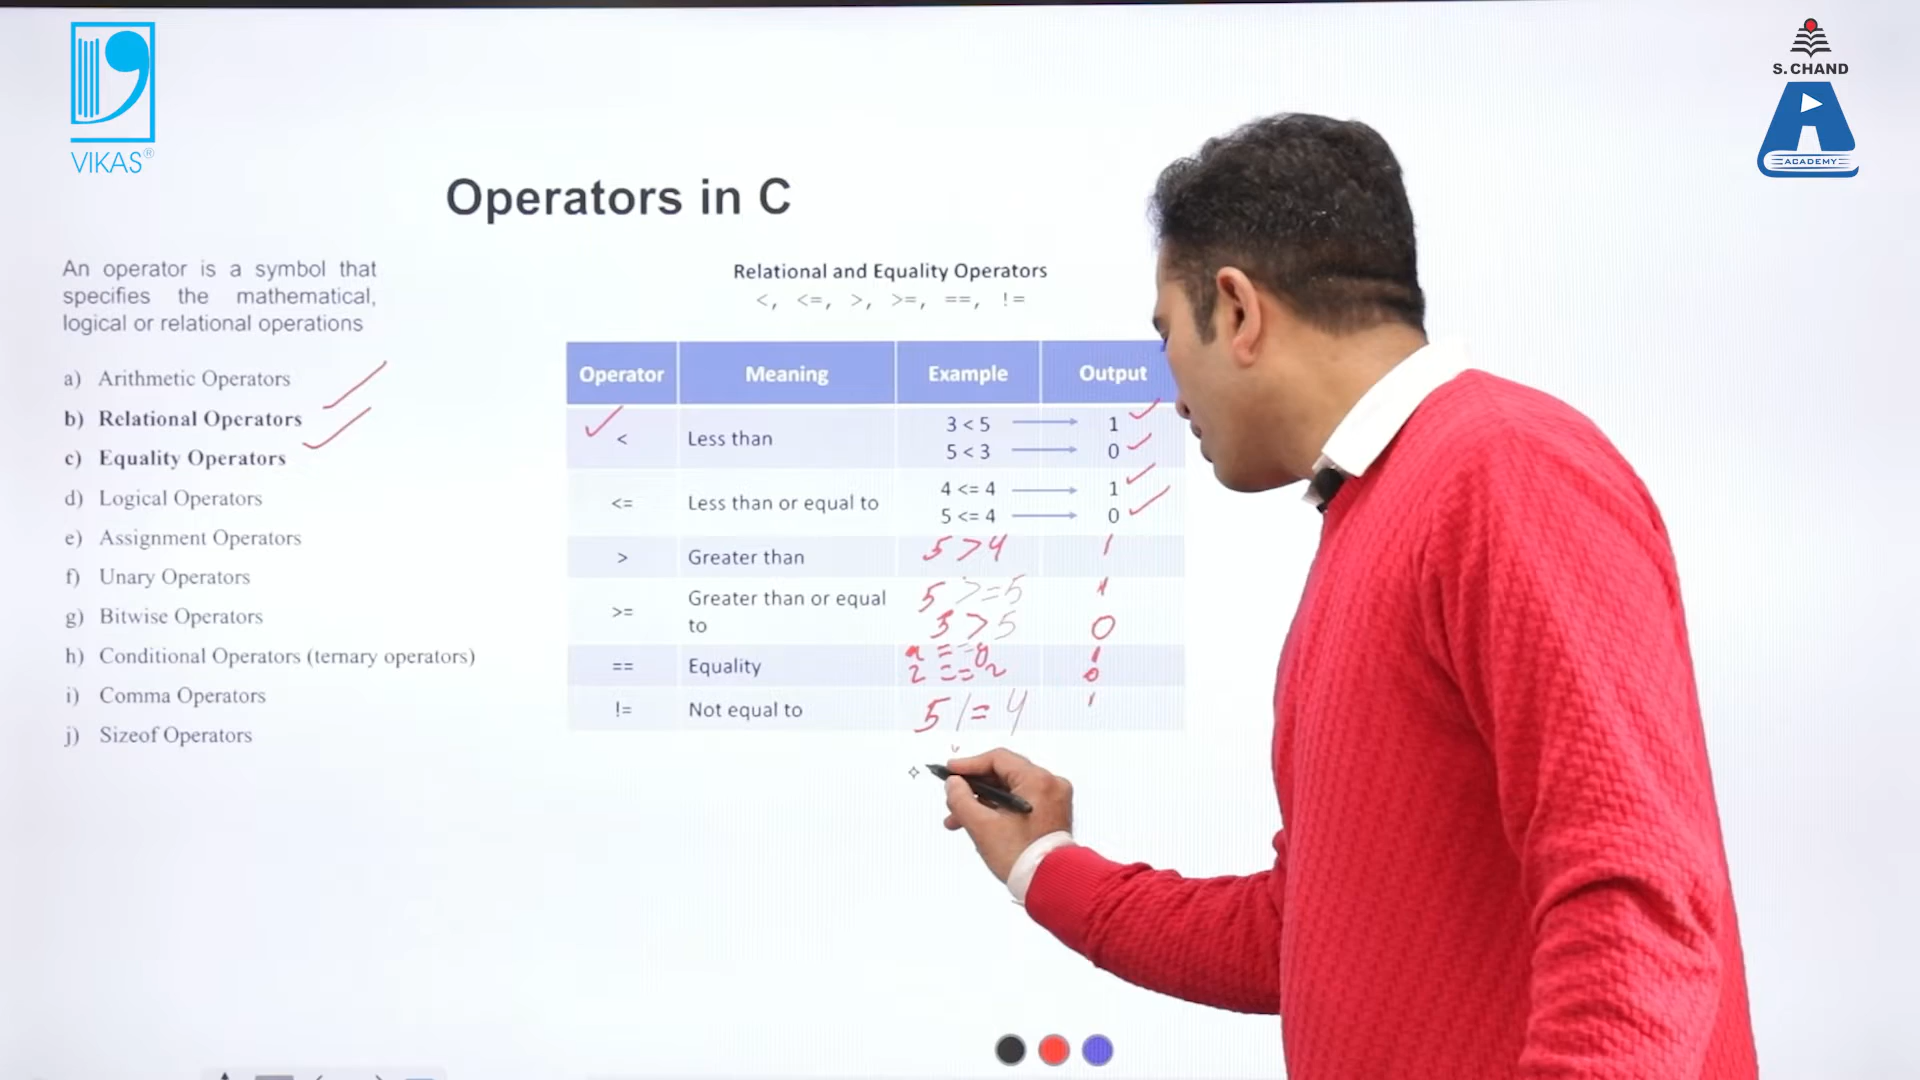 VIKAS®
S. CHAND
ACADEMY
Operators in C
An operator is a symbol that
specifies the mathematical,
logical or relational operations
a) Arithmetic Operators
b) Relational Operators
c) Equality Operators
d) Logical Operators
e) Assignment Operators
f) Unary Operators
g) Bitwise Operators
h) Conditional Operators (ternary operators)
i) Comma Operators
j) Sizeof Operators
Relational and Equality Operators
<, <=, >, >=, ==, !=
Operator Meaning Example Output
< Less than
3 < 5 1
5 < 3 0
<= Less than or equal to
4 <= 4 1
5 <= 4 0
> Greater than 5 > 4 1
>= Greater than or equal
to
5 >= 5 1
3 > 5 0
== Equality
!= Not equal to 5 != 4 1